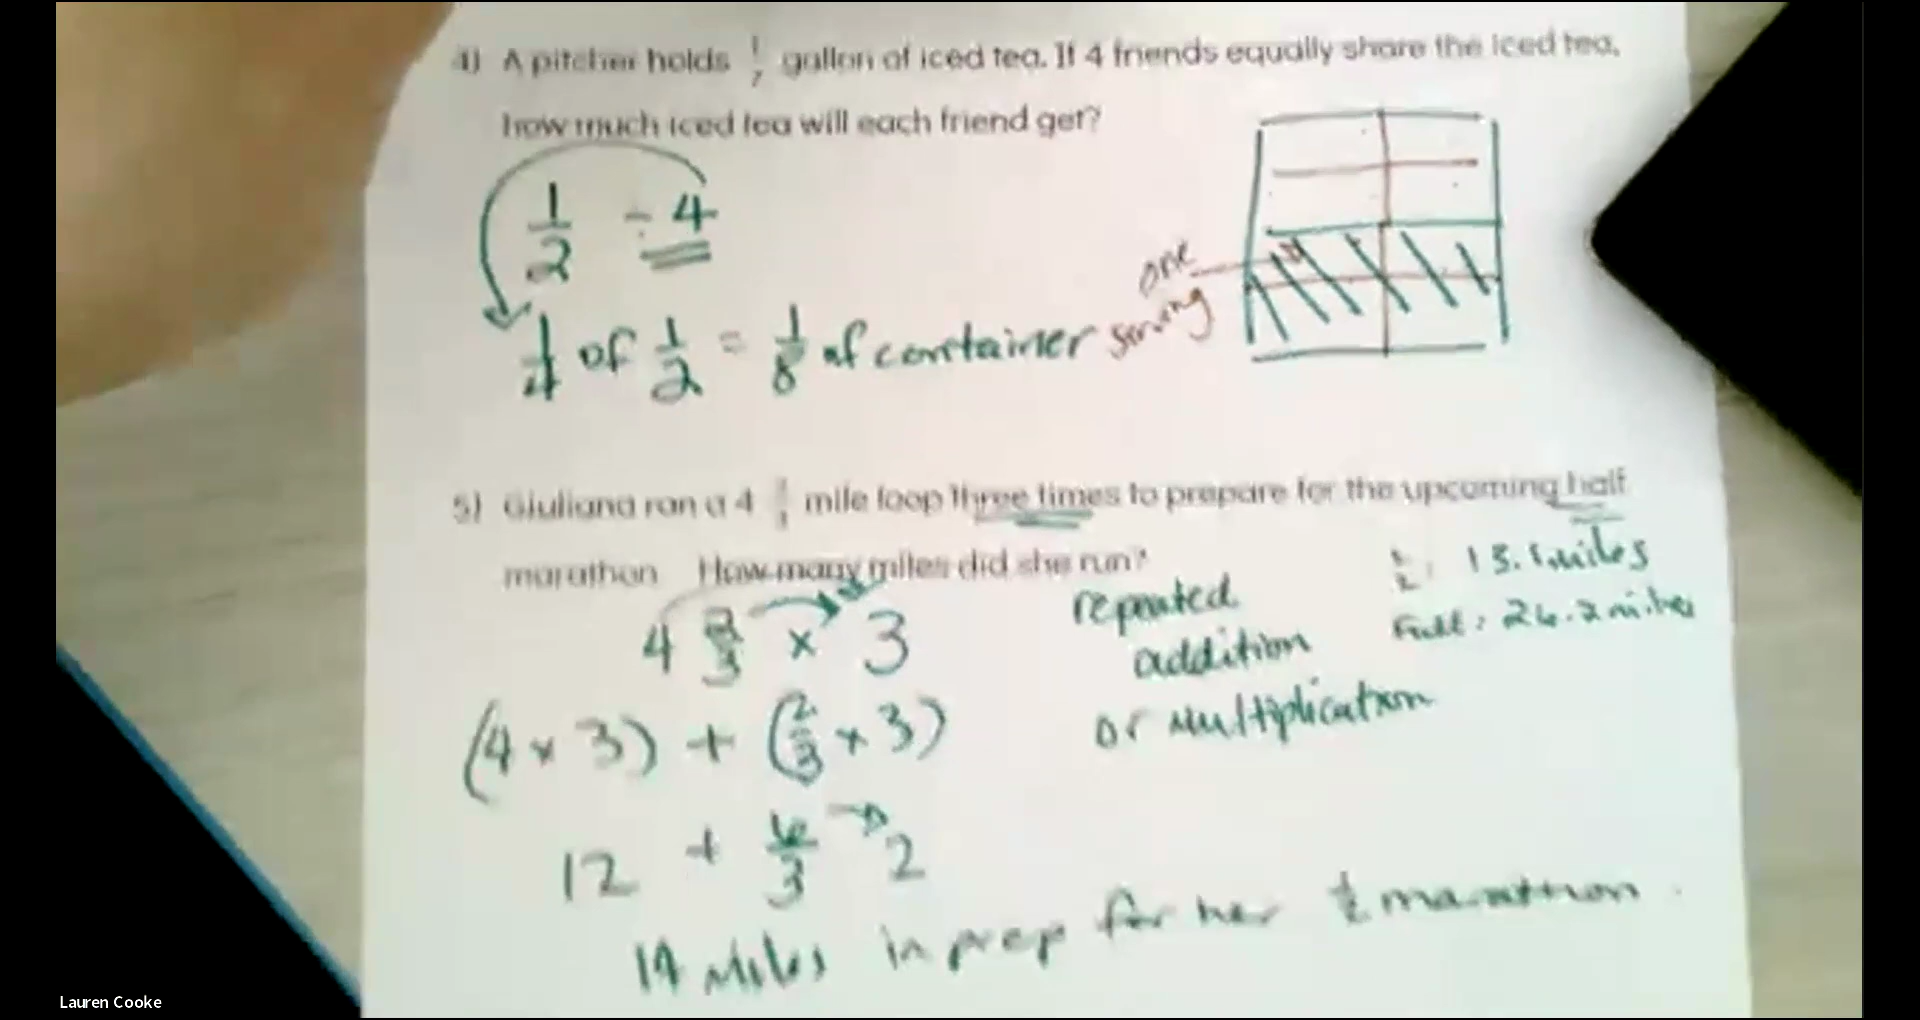 4) A pitcher holds 1/2 gallon of iced tea. If 4 friends equally share the iced tea,
how much iced tea will each friend get?
1/2 ÷ 4
one
serving
1/4 of 1/2 = 1/8 of container
5) Giuliana ran a 4 mile loop three times to prepare for the upcoming half
marathon. How many miles did she run?
1/2: 13.1 miles
Full: 26.2 miles
4 2/3 × 3
repeated
addition
or multiplication
(4 × 3) + (2/3 × 3)
12 + 6/3 → 2
14 miles in prep for her 1/2 marathon.
Lauren Cooke